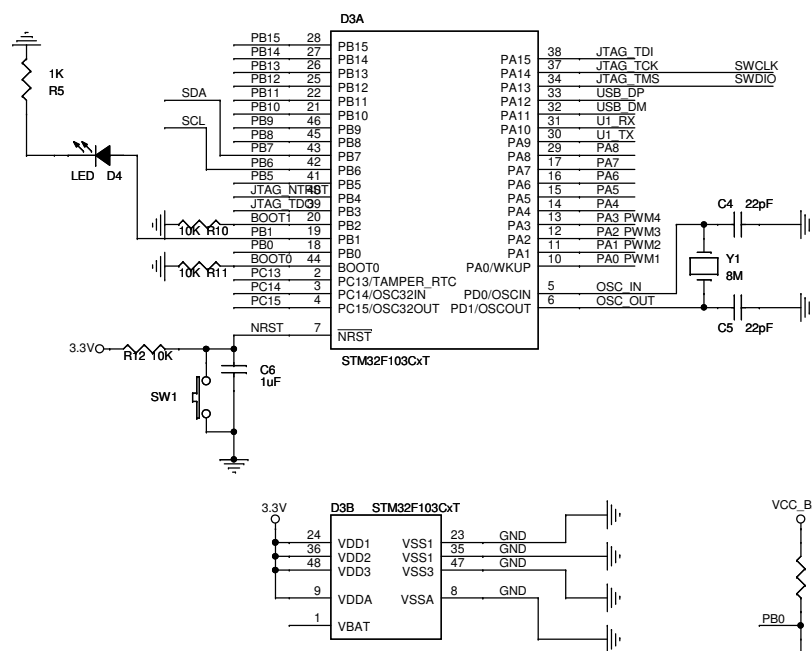 D3A
PB15 28 PB15
PB14 27 PB14 PA15 38 JTAG_TDI
PB13 26 PB13 PA14 37 JTAG_TCK SWCLK
PB12 25 PB12 PA13 34 JTAG_TMS SWDIO
SDA PB11 22 PB11 PA12 33 USB_DP
PB10 21 PB10 PA11 32 USB_DM
SCL PB9 46 PB9 PA10 31 U1_RX
PB8 45 PB8 PA9 30 U1_TX
PB7 43 PB7 PA8 29 PA8
PB6 42 PB6 PA7 17 PA7
PB5 41 PB5 PA6 16 PA6
JTAG_NTRST 40 PB4 PA5 15 PA5
JTAG_TDO 39 PB3 PA4 14 PA4
BOOT1 20 PB2 PA3 13 PA3 PWM4
PB1 19 PB1 PA2 12 PA2 PWM3
PB0 18 PB0 PA1 11 PA1 PWM2
BOOT0 44 BOOT0 PA0/WKUP 10 PA0 PWM1
PC13 2 PC13/TAMPER_RTC
PC14 3 PC14/OSC32IN PD0/OSCIN 5 OSC_IN
PC15 4 PC15/OSC32OUT PD1/OSCOUT 6 OSC_OUT
NRST 7 NRST
STM32F103CxT
1K
R5
LED D4
10K R10
10K R11
C4 22pF
Y1
8M
C5 22pF
3.3V
R12 10K
C6
1uF
SW1
3.3V
D3B STM32F103CxT
24 VDD1 VSS1 23 GND
36 VDD2 VSS1 35 GND
48 VDD3 VSS3 47 GND
9 VDDA VSSA 8 GND
1 VBAT
VCC_B
PB0